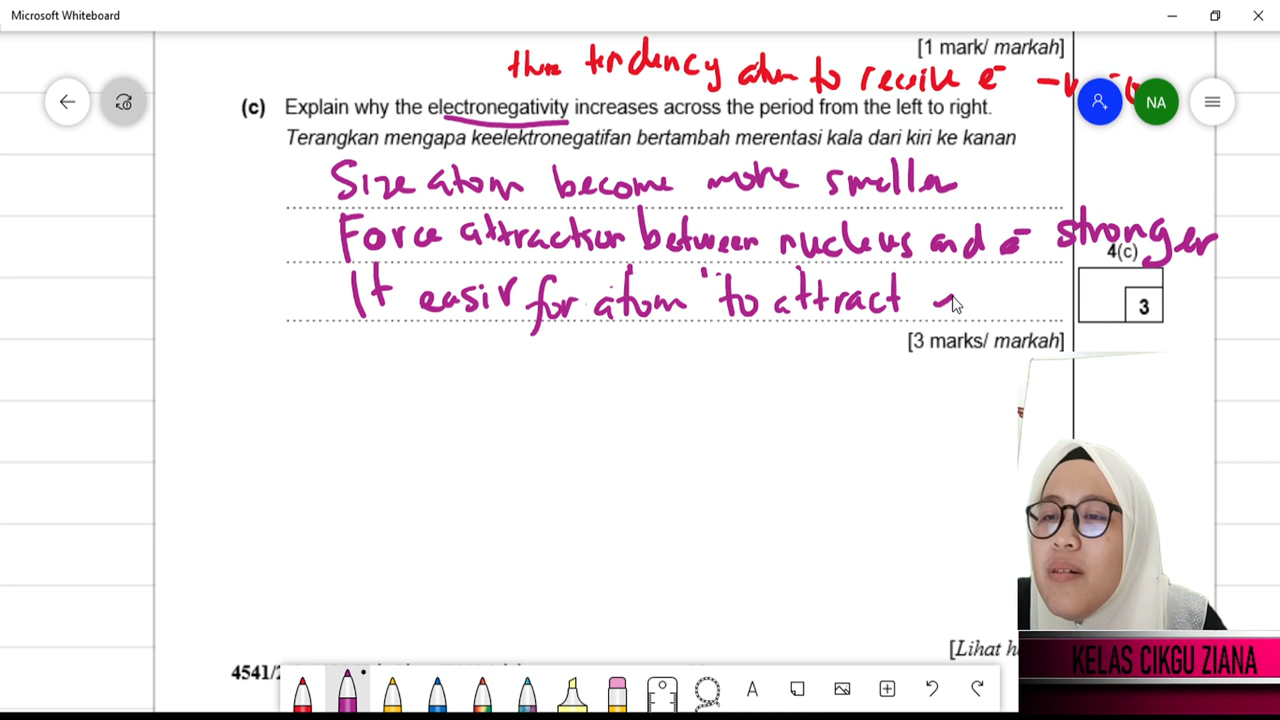 Microsoft Whiteboard
[1 mark/ markah]
tendency atom to receive e⁻
NA
(c) Explain why the electronegativity increases across the period from the left to right.
Terangkan mengapa keelektronegatifan bertambah merentasi kala dari kiri ke kanan
Size atom become more smaller
Force attraction between nucleus and e⁻ stronger
It easir for atom to attract
4(c)
3
[3 marks/ markah]
[Lihat h
KELAS CIKGU ZIANA
4541/2
A